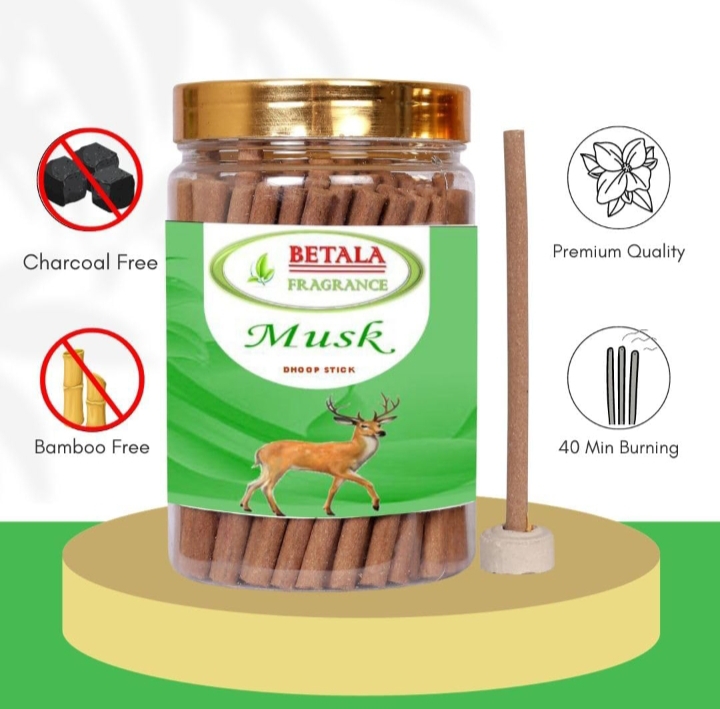 BETALA
FRAGRANCE
Musk
DHOOP STICK
Charcoal Free
Bamboo Free
Premium Quality
40 Min Burning